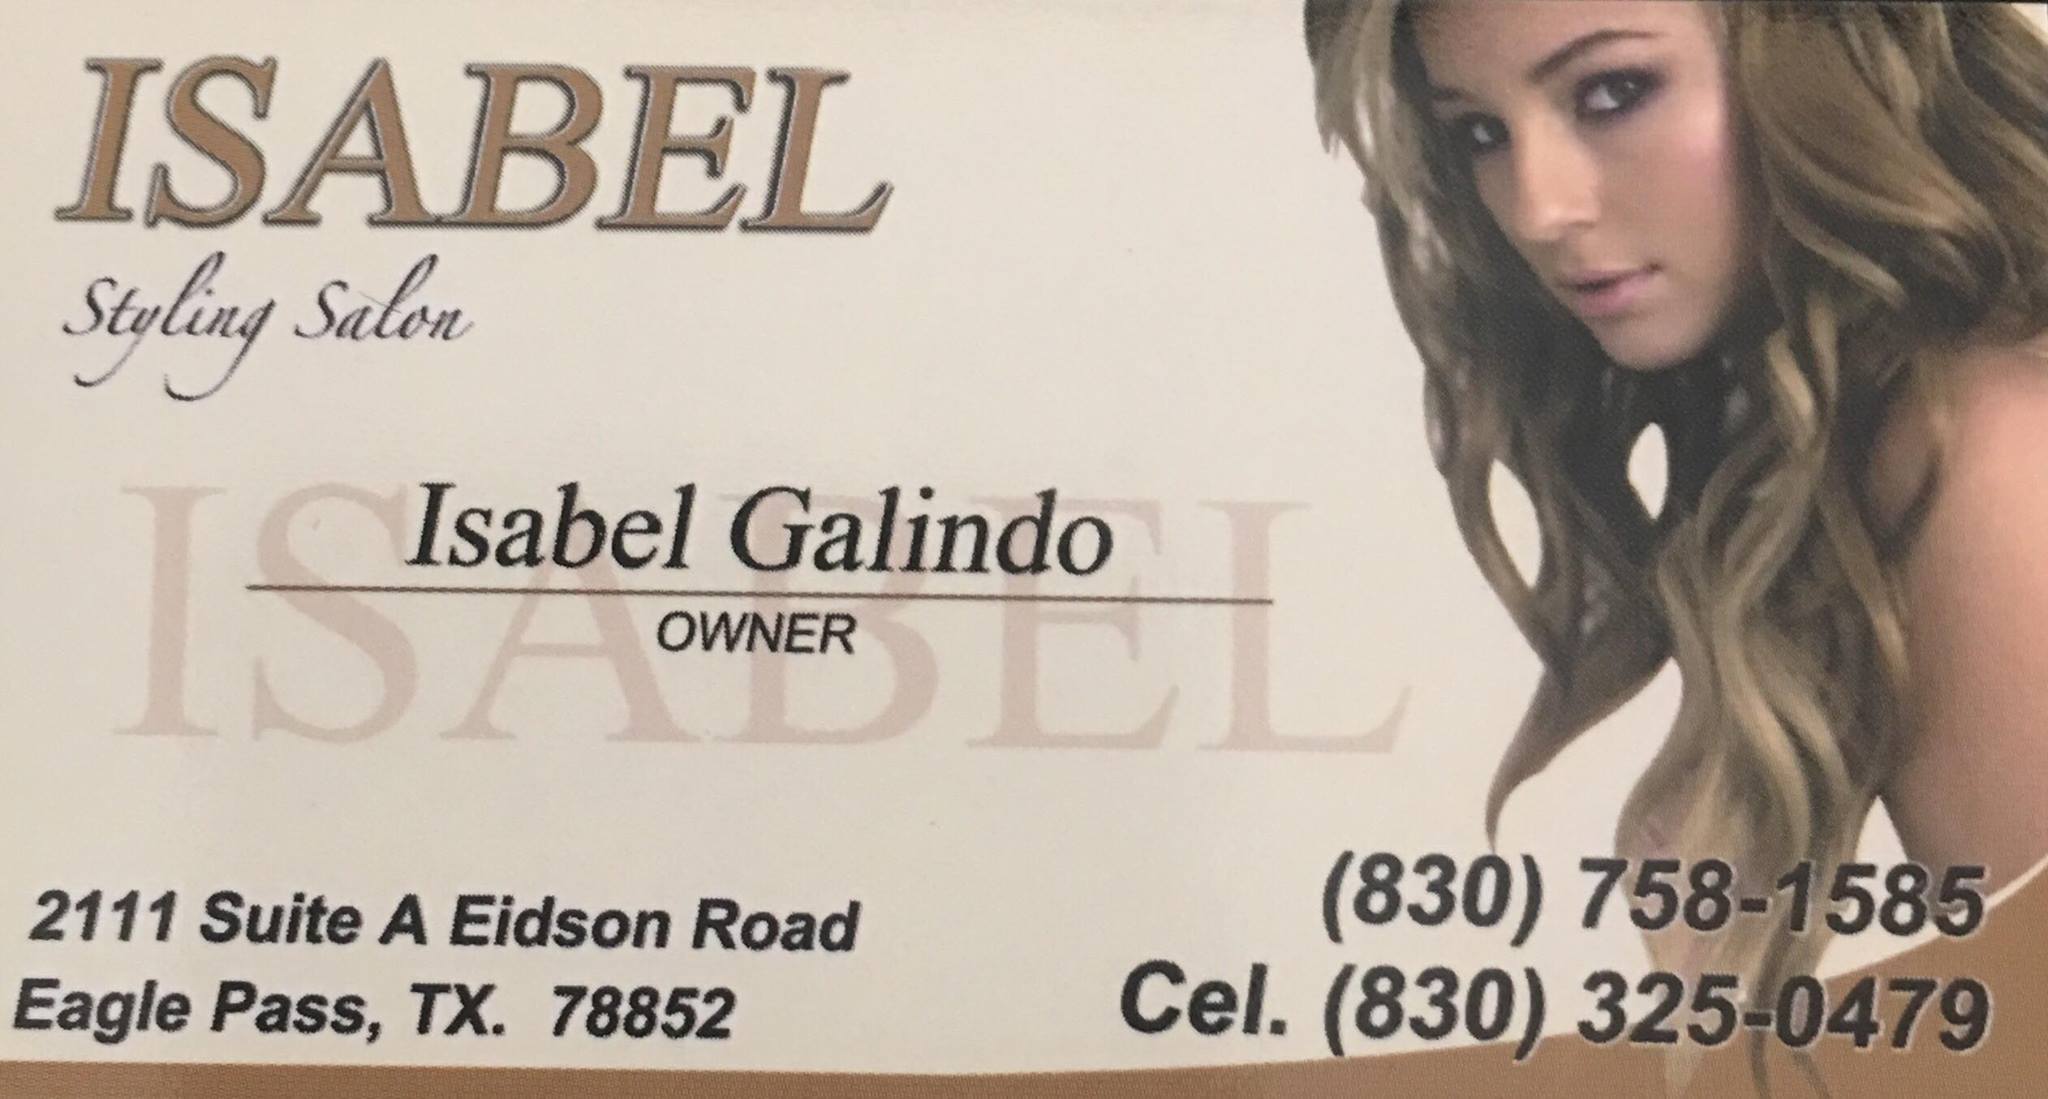 ISABEL
Styling Salon
ISABEL
Isabel Galindo
OWNER
2111 Suite A Eidson Road
Eagle Pass, TX. 78852
(830) 758-1585
Cel. (830) 325-0479